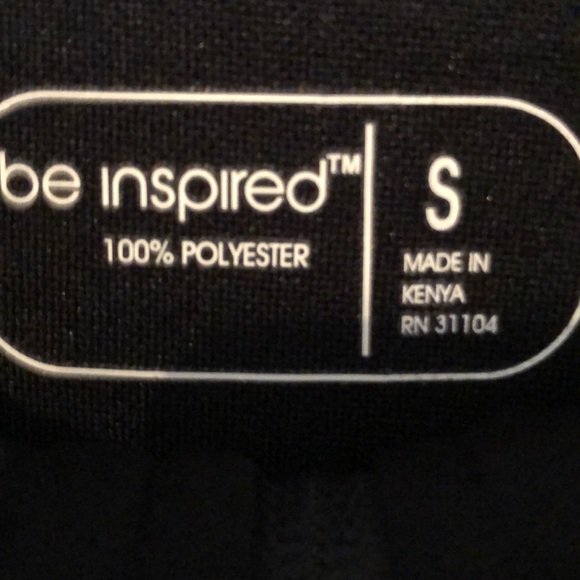 be inspired™
100% POLYESTER
S
MADE IN
KENYA
RN 31104